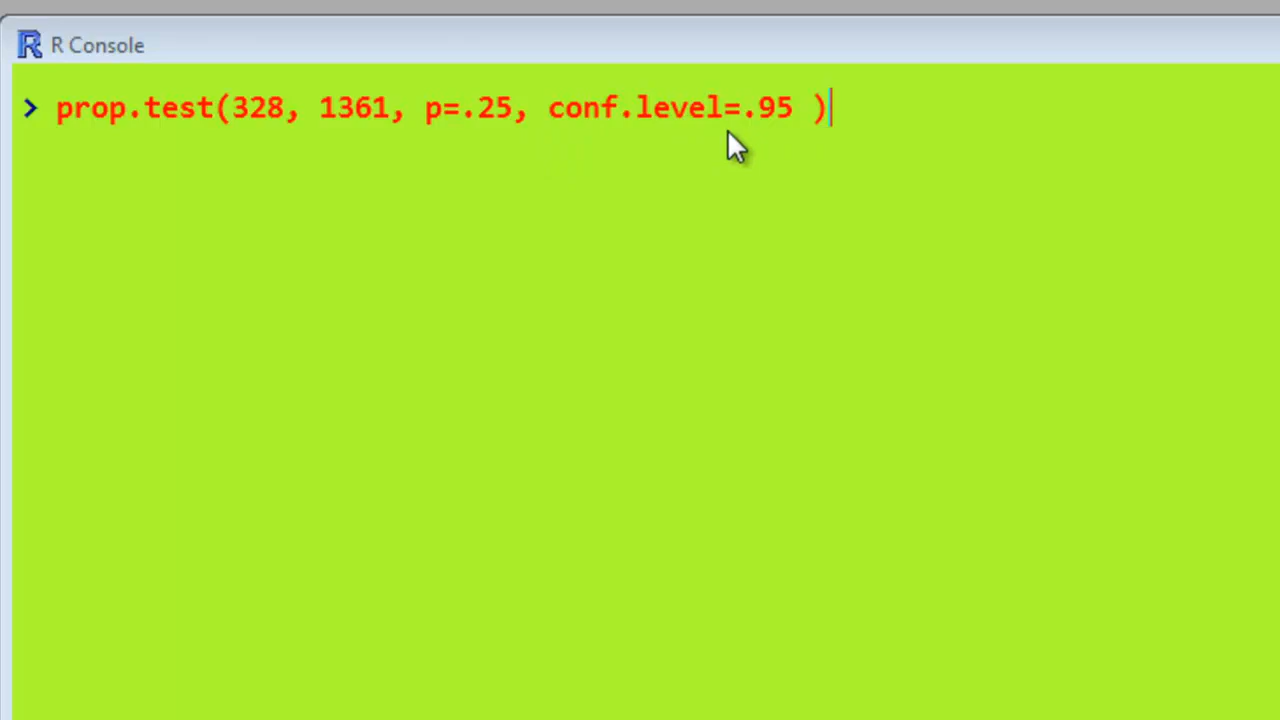 R Console
> prop.test(328, 1361, p=.25, conf.level=.95 )